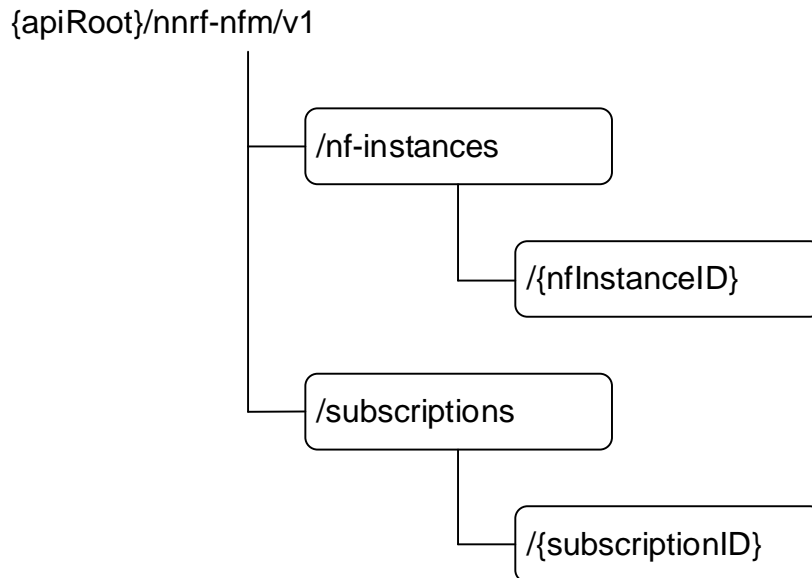 {apiRoot}/nnrf-nfm/v1
/nf-instances
/{nfInstanceID}
/subscriptions
/{subscriptionID}